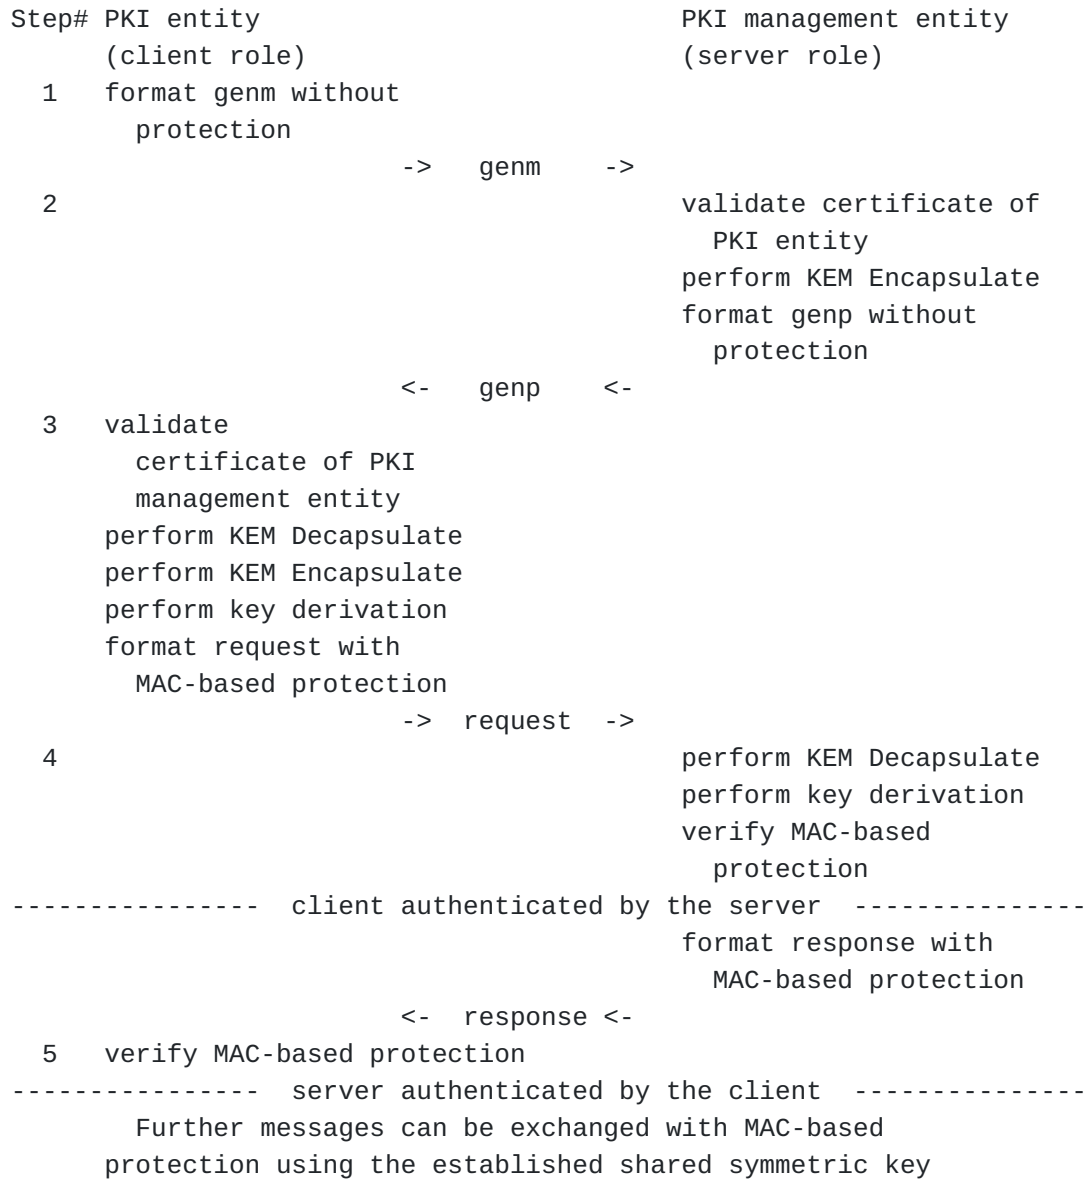 Step# PKI entity                           PKI management entity
      (client role)                        (server role)
  1   format genm without
        protection
                         ->   genm    ->
  2                                        validate certificate of
                                             PKI entity
                                           perform KEM Encapsulate
                                           format genp without
                                             protection
                         <-   genp    <-
  3   validate
        certificate of PKI
        management entity
      perform KEM Decapsulate
      perform KEM Encapsulate
      perform key derivation
      format request with
        MAC-based protection
                         ->  request  ->
  4                                        perform KEM Decapsulate
                                           perform key derivation
                                           verify MAC-based
                                             protection
----------------  client authenticated by the server  ---------------
                                           format response with
                                             MAC-based protection
                         <-  response <-
  5   verify MAC-based protection
----------------  server authenticated by the client  ---------------
        Further messages can be exchanged with MAC-based
      protection using the established shared symmetric key